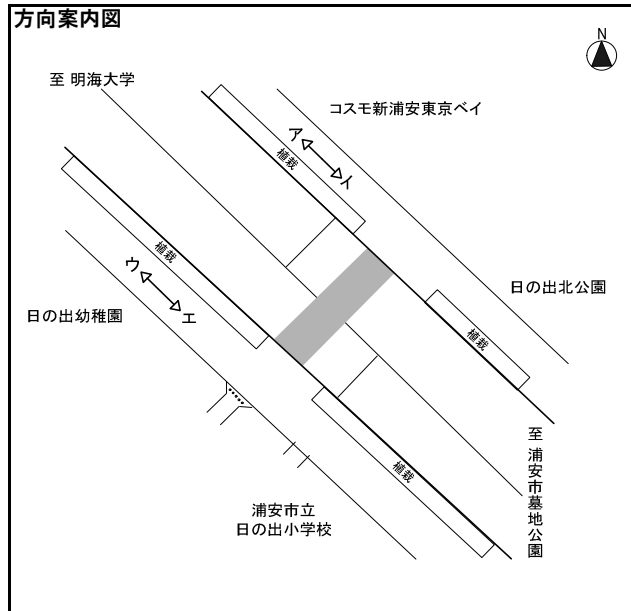 方向案内図
N
至 明海大学
コスモ新浦安東京ベイ
ア
イ
植栽
植栽
ウ
エ
日の出北公園
日の出幼稚園
植栽
至 浦安市墓地公園
植栽
浦安市立
日の出小学校